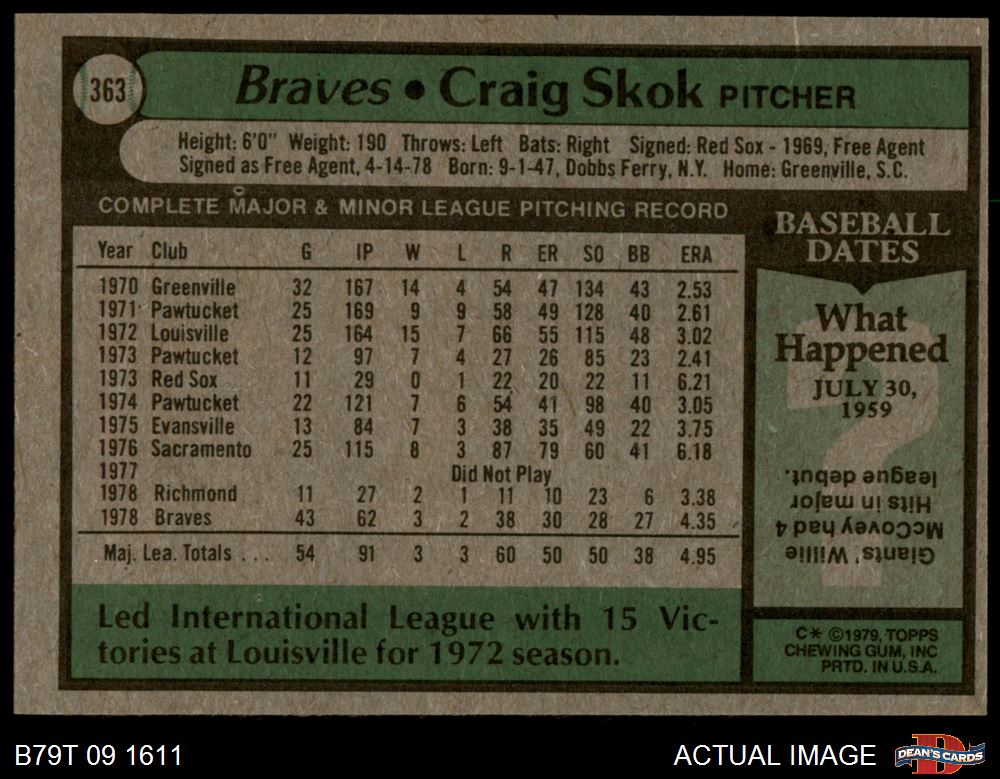 363
Braves • Craig Skok PITCHER
Height: 6'0" Weight: 190 Throws: Left Bats: Right Signed: Red Sox - 1969, Free Agent
Signed as Free Agent, 4-14-78 Born: 9-1-47, Dobbs Ferry, N.Y. Home: Greenville, S.C.
COMPLETE MAJOR & MINOR LEAGUE PITCHING RECORD
Year Club G IP W L R ER SO BB ERA
1970 Greenville 32 167 14 4 54 47 134 43 2.53
1971 Pawtucket 25 169 9 9 58 49 128 40 2.61
1972 Louisville 25 164 15 7 66 55 115 48 3.02
1973 Pawtucket 12 97 7 4 27 26 85 23 2.41
1973 Red Sox 11 29 0 1 22 20 22 11 6.21
1974 Pawtucket 22 121 7 6 54 41 98 40 3.05
1975 Evansville 13 84 7 3 38 35 49 22 3.75
1976 Sacramento 25 115 8 3 87 79 60 41 6.18
1977 Did Not Play
1978 Richmond 11 27 2 1 11 10 23 6 3.38
1978 Braves 43 62 3 2 38 30 28 27 4.35
Maj. Lea. Totals . . . 54 91 3 3 60 50 50 38 4.95
Led International League with 15 Vic-
tories at Louisville for 1972 season.
BASEBALL
DATES
What
Happened
JULY 30,
1959
?
Giants' Willie
McCovey had 4
Hits in major
league debut.
C* ©1979, TOPPS
CHEWING GUM, INC
PRTD. IN U.S.A.
B79T 09 1611
ACTUAL IMAGE
DEAN'S CARDS